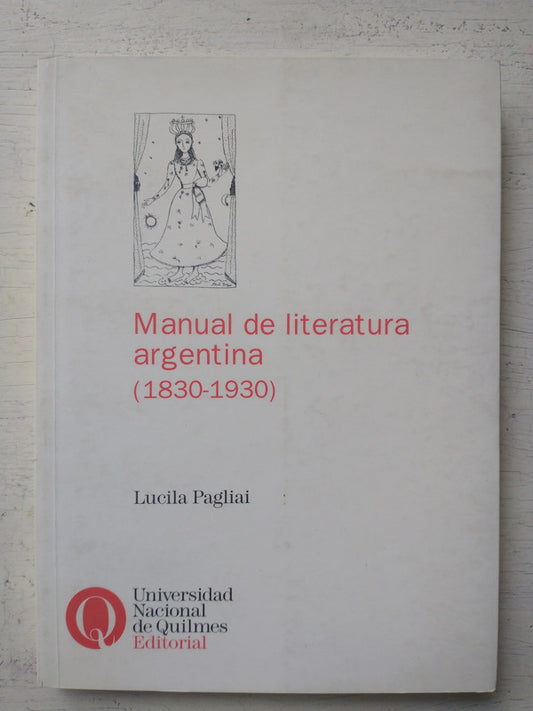 Manual de literatura
argentina
(1830-1930)
Lucila Pagliai
Q
Universidad
Nacional
de Quilmes
Editorial